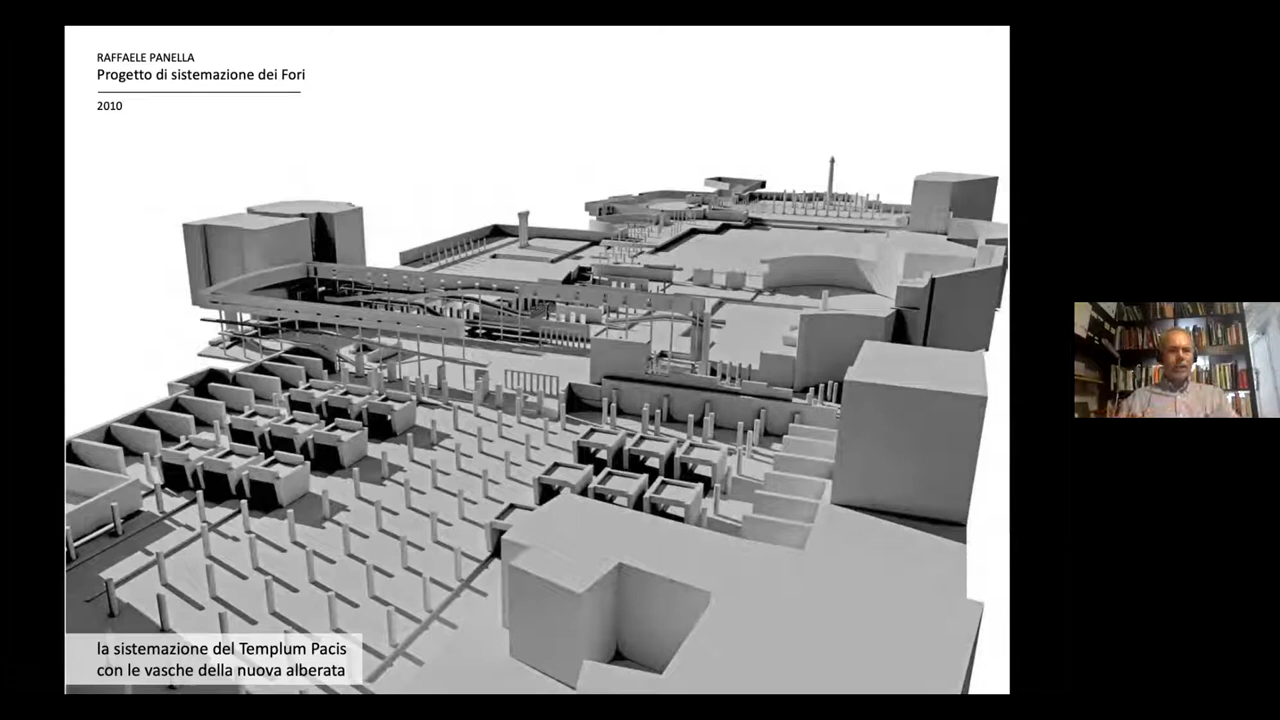 RAFFAELE PANELLA
Progetto di sistemazione dei Fori
2010
la sistemazione del Templum Pacis
con le vasche della nuova alberata